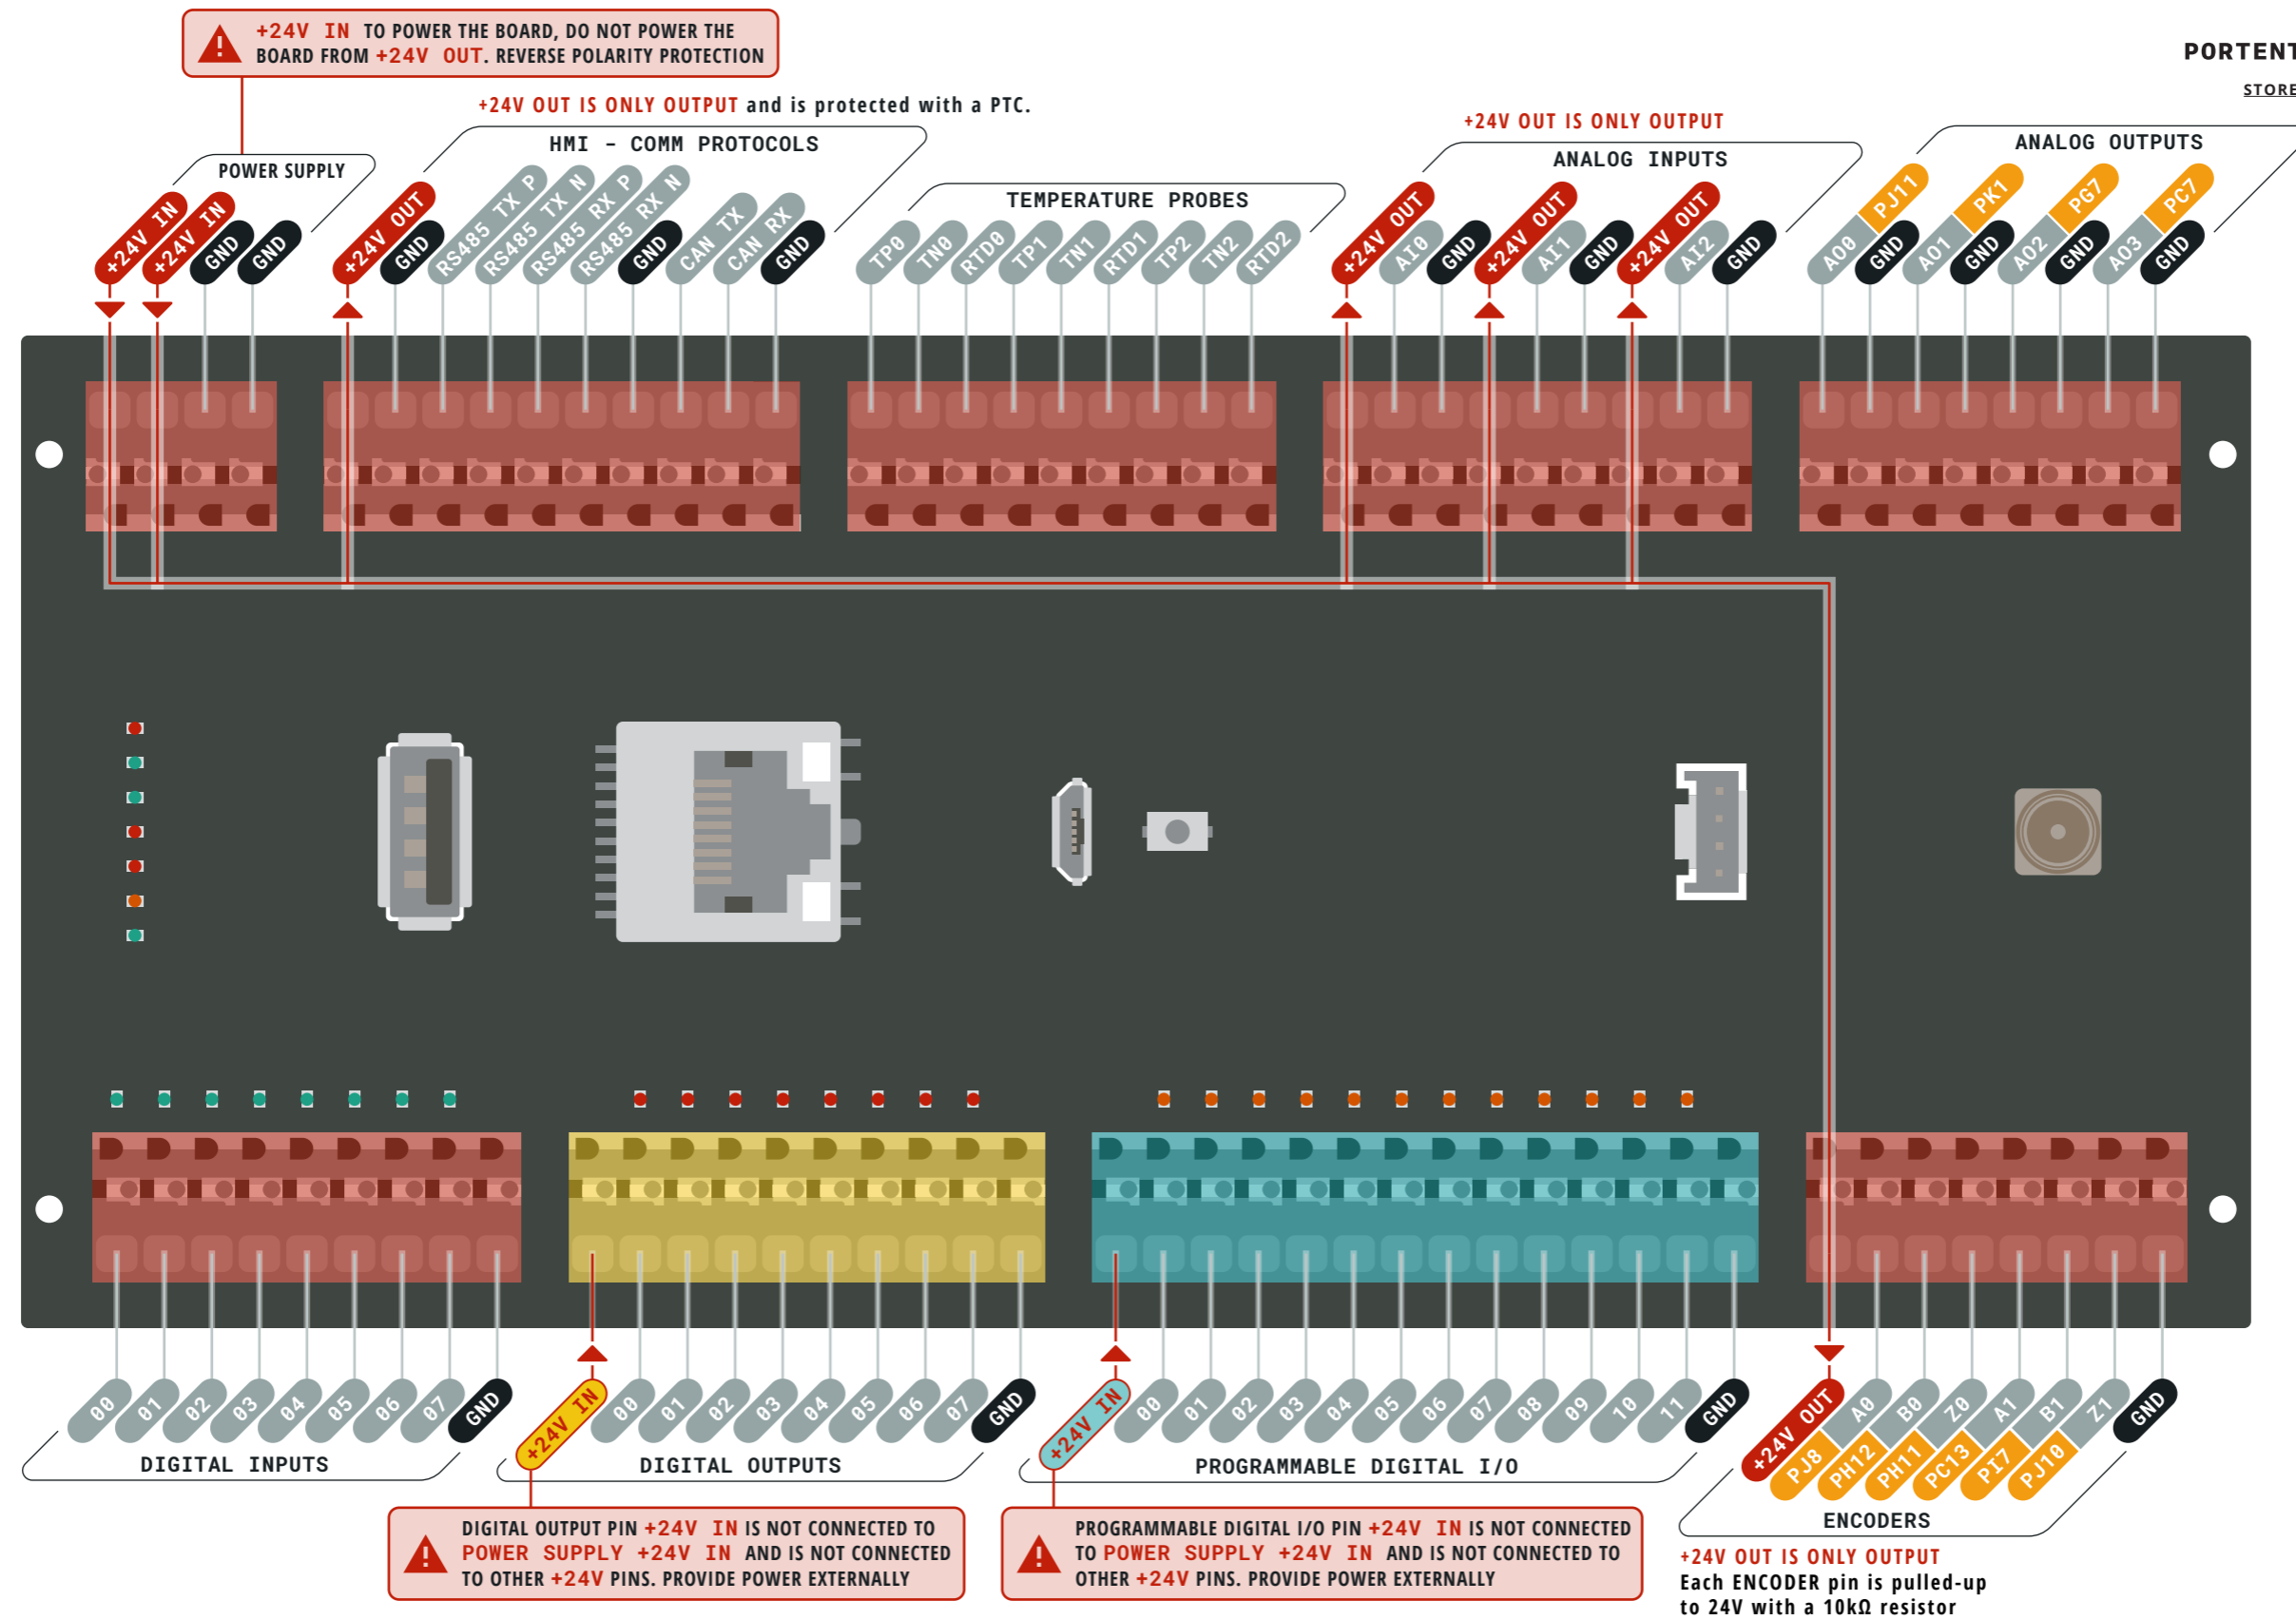 +24V IN TO POWER THE BOARD, DO NOT POWER THE
BOARD FROM +24V OUT. REVERSE POLARITY PROTECTION
PORTENT
STORE
+24V OUT IS ONLY OUTPUT and is protected with a PTC.
+24V OUT IS ONLY OUTPUT
POWER SUPPLY
+24V IN
+24V IN
GND
GND
HMI - COMM PROTOCOLS
+24V OUT
GND
RS485 TX P
RS485 TX N
RS485 RX P
RS485 RX N
GND
CAN TX
CAN RX
GND
TEMPERATURE PROBES
TP0
TN0
RTD0
TP1
TN1
RTD1
TP2
TN2
RTD2
ANALOG INPUTS
+24V OUT
AI0
GND
+24V OUT
AI1
GND
+24V OUT
AI2
GND
ANALOG OUTPUTS
AO0 PJ11
GND
AO1 PK1
GND
AO2 PG7
GND
AO3 PC7
GND
00
01
02
03
04
05
06
07
GND
DIGITAL INPUTS
+24V IN
00
01
02
03
04
05
06
07
GND
DIGITAL OUTPUTS
+24V IN
00
01
02
03
04
05
06
07
08
09
10
11
GND
PROGRAMMABLE DIGITAL I/O
+24V OUT
A0 PJ8
B0 PH12
Z0 PH11
A1 PC13
B1 PI7
Z1 PJ10
GND
ENCODERS
DIGITAL OUTPUT PIN +24V IN IS NOT CONNECTED TO
POWER SUPPLY +24V IN AND IS NOT CONNECTED
TO OTHER +24V PINS. PROVIDE POWER EXTERNALLY
PROGRAMMABLE DIGITAL I/O PIN +24V IN IS NOT CONNECTED
TO POWER SUPPLY +24V IN AND IS NOT CONNECTED TO
OTHER +24V PINS. PROVIDE POWER EXTERNALLY
+24V OUT IS ONLY OUTPUT
Each ENCODER pin is pulled-up
to 24V with a 10kΩ resistor